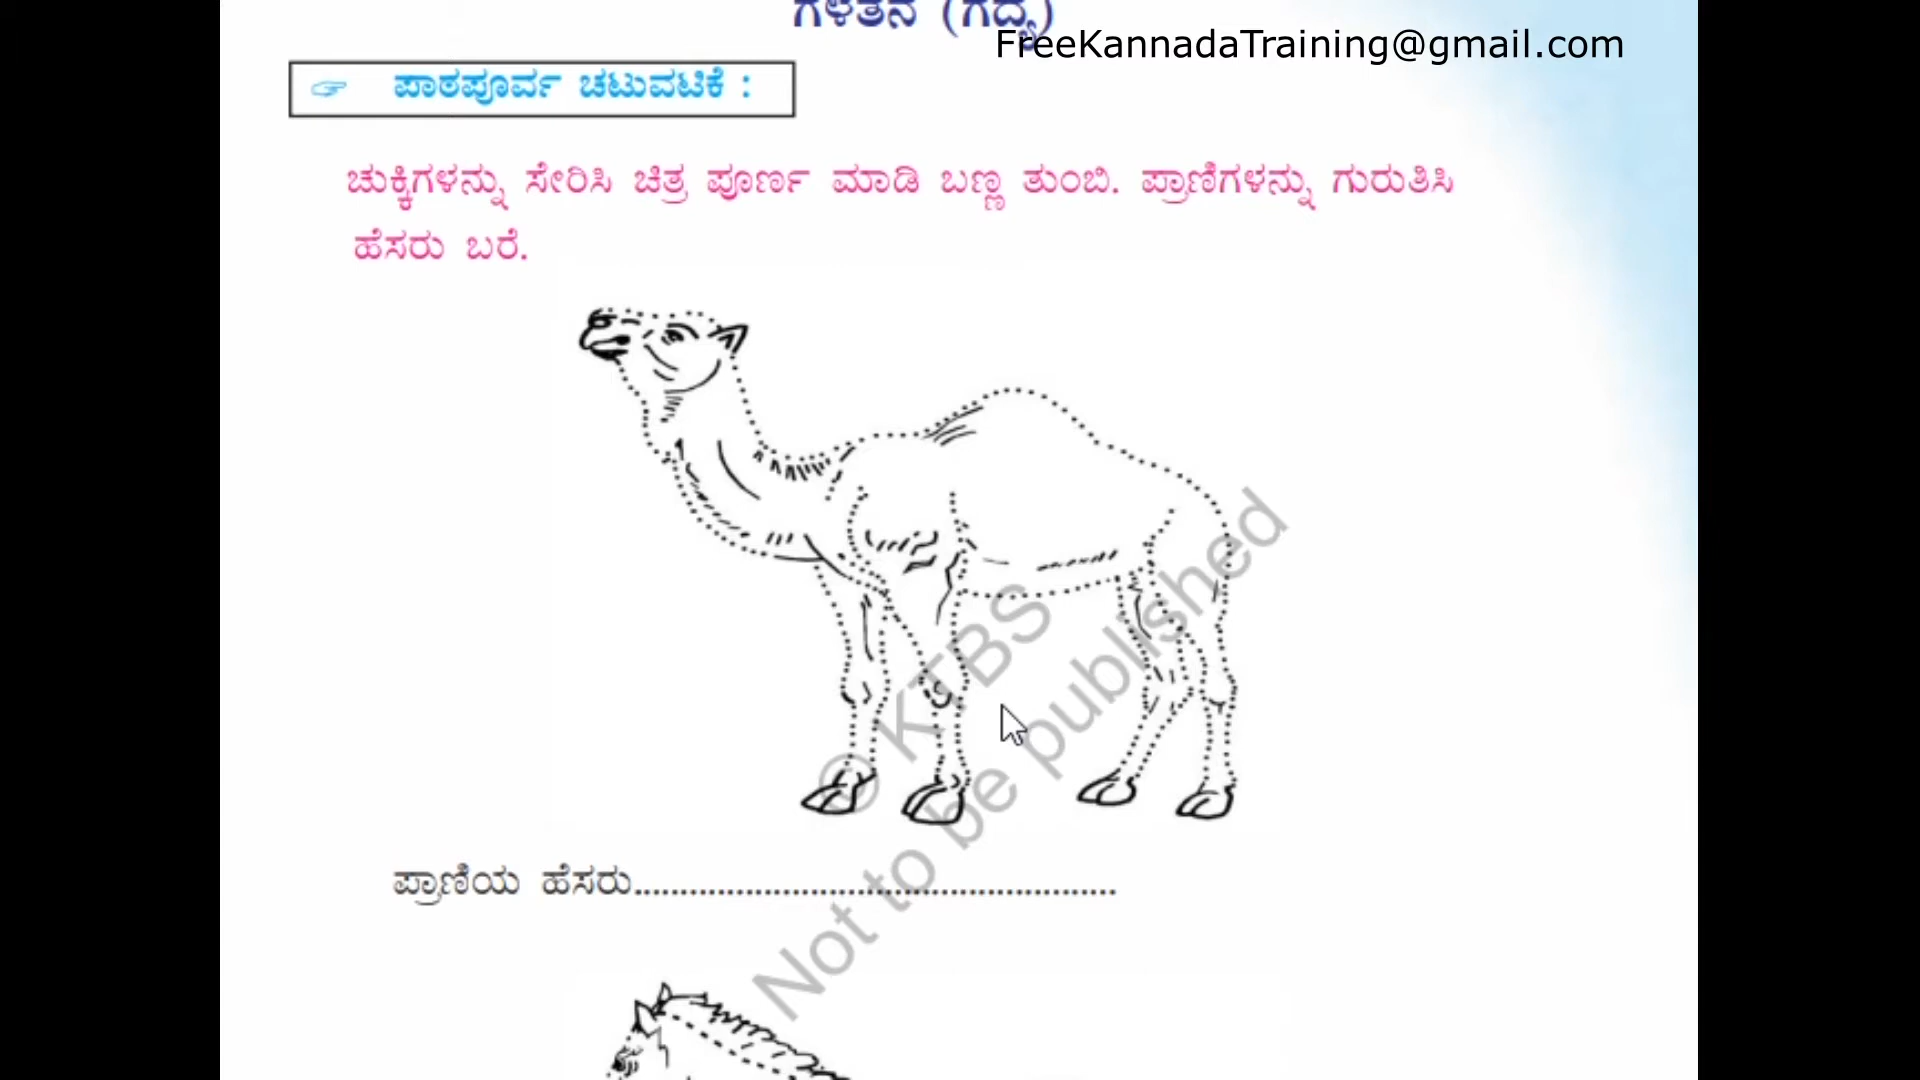 FreeKannadaTraining@gmail.com
ಪಾಠಪೂರ್ವ ಚಟುವಟಿಕೆ :
ಚುಕ್ಕಿಗಳನ್ನು ಸೇರಿಸಿ ಚಿತ್ರ ಪೂರ್ಣ ಮಾಡಿ ಬಣ್ಣ ತುಂಬಿ. ಪ್ರಾಣಿಗಳನ್ನು ಗುರುತಿಸಿ
ಹೆಸರು ಬರೆ.
© KTBS
Not to be published
ಪ್ರಾಣಿಯ ಹೆಸರು......................................................